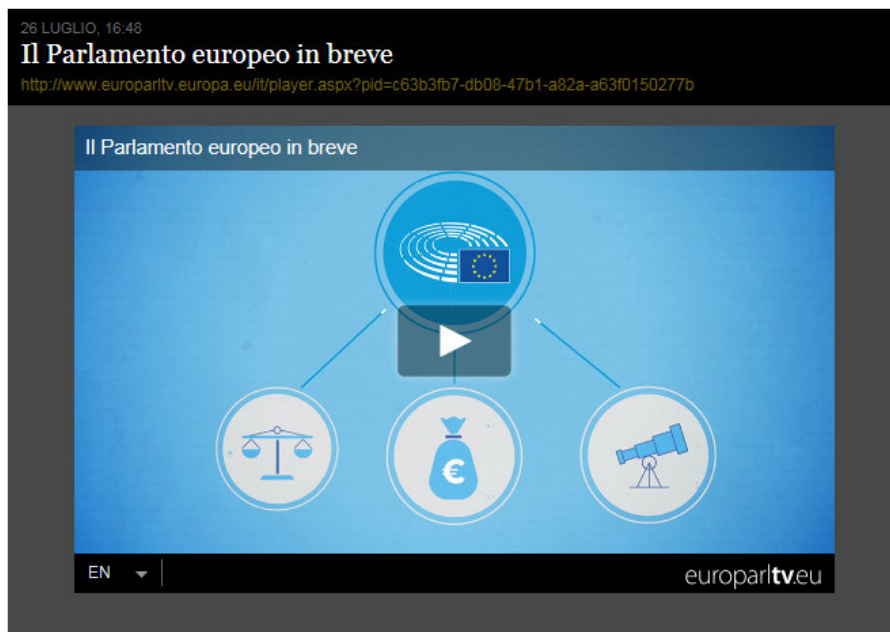 26 LUGLIO, 16:48
Il Parlamento europeo in breve
http://www.europarltv.europa.eu/it/player.aspx?pid=c63b3fb7-db08-47b1-a82a-a63f0150277b
Il Parlamento europeo in breve
€
EN
europarltv.eu